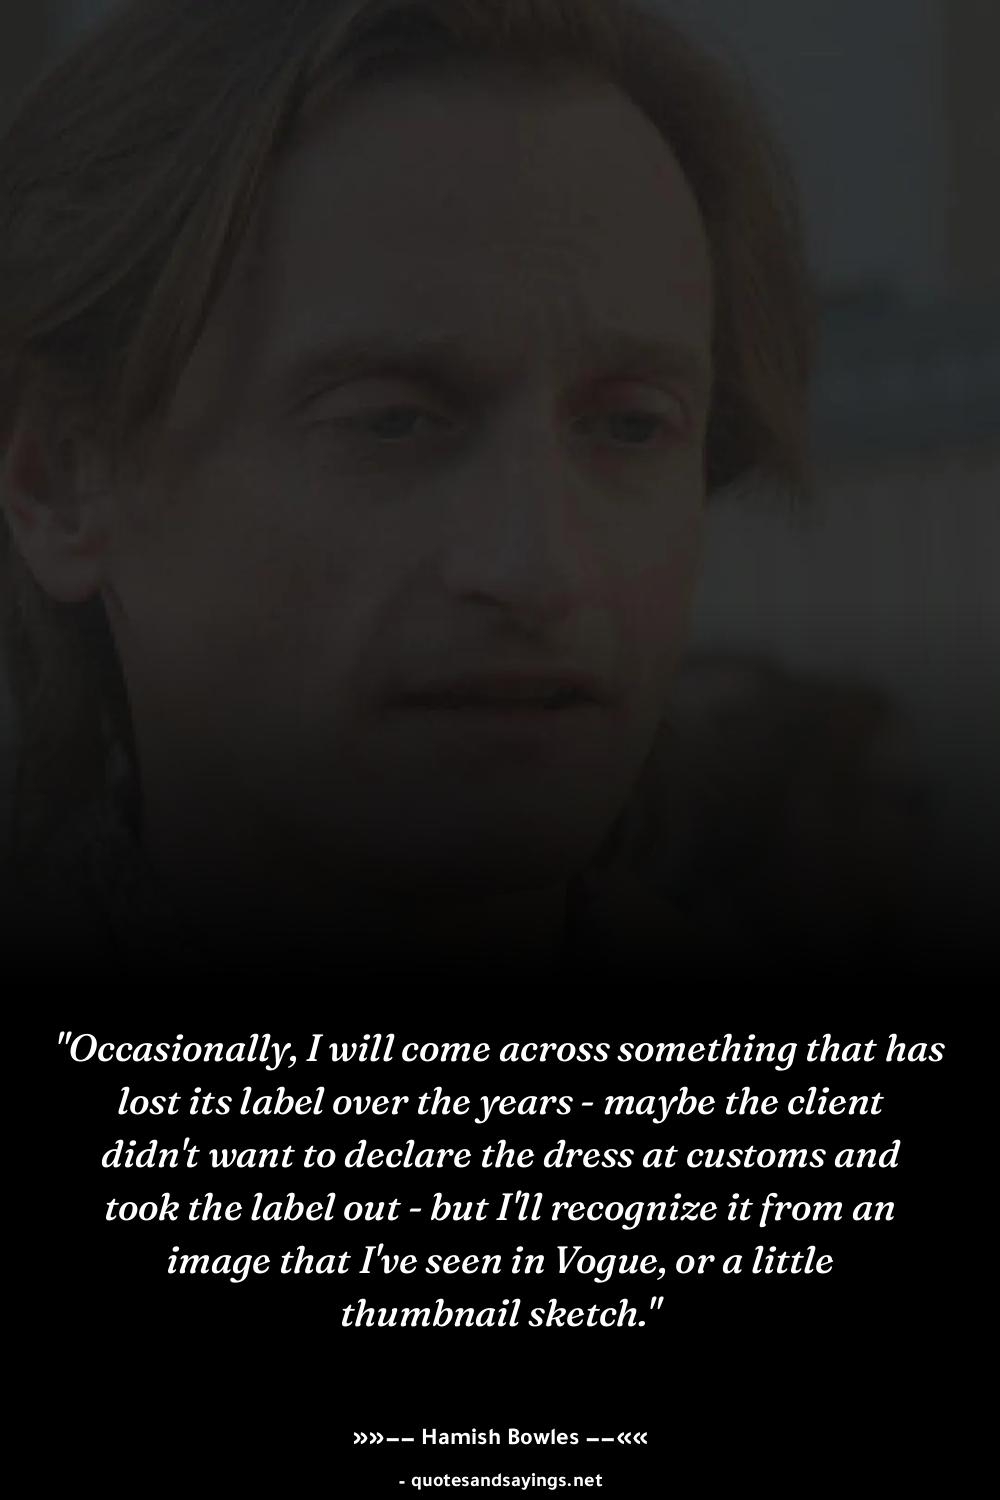 "Occasionally, I will come across something that has
lost its label over the years - maybe the client
didn't want to declare the dress at customs and
took the label out - but I'll recognize it from an
image that I've seen in Vogue, or a little
thumbnail sketch."
»»−− Hamish Bowles −−««
- quotesandsayings.net